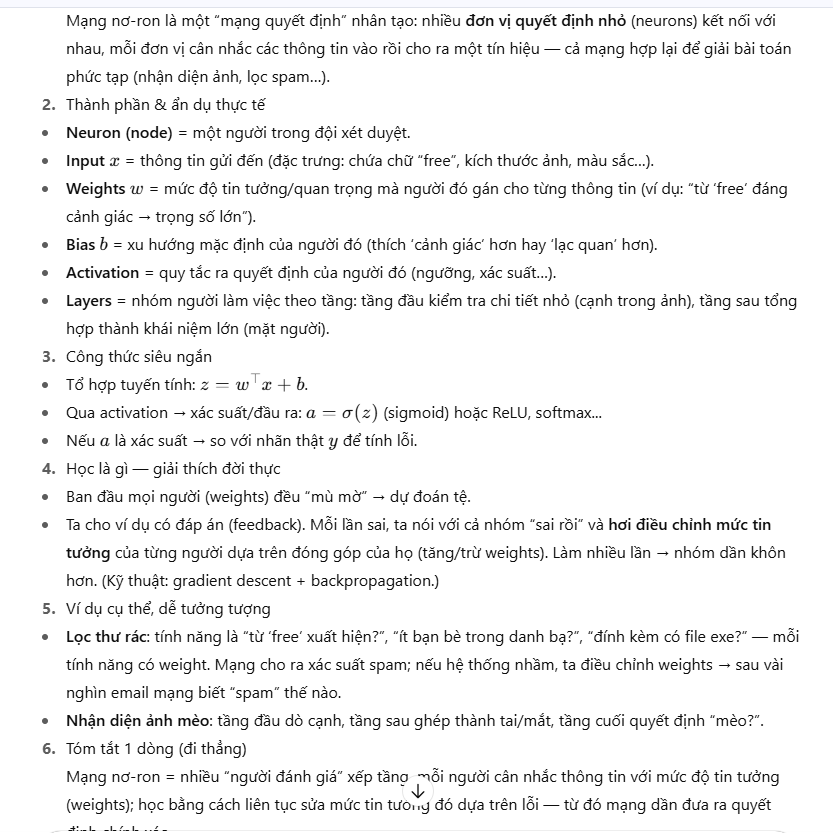 Mạng nơ-ron là một “mạng quyết định” nhân tạo: nhiều đơn vị quyết định nhỏ (neurons) kết nối với
nhau, mỗi đơn vị cân nhắc các thông tin vào rồi cho ra một tín hiệu — cả mạng hợp lại để giải bài toán
phức tạp (nhận diện ảnh, lọc spam…).
2. Thành phần & ẩn dụ thực tế
• Neuron (node) = một người trong đội xét duyệt.
• Input x = thông tin gửi đến (đặc trưng: chứa chữ “free”, kích thước ảnh, màu sắc…).
• Weights w = mức độ tin tưởng/quan trọng mà người đó gán cho từng thông tin (ví dụ: “từ ‘free’ đáng
cảnh giác → trọng số lớn”).
• Bias b = xu hướng mặc định của người đó (thích ‘cảnh giác’ hơn hay ‘lạc quan’ hơn).
• Activation = quy tắc ra quyết định của người đó (ngưỡng, xác suất…).
• Layers = nhóm người làm việc theo tầng: tầng đầu kiểm tra chi tiết nhỏ (cạnh trong ảnh), tầng sau tổng
hợp thành khái niệm lớn (mặt người).
3. Công thức siêu ngắn
• Tổ hợp tuyến tính: z = w⊤x + b.
• Qua activation → xác suất/đầu ra: a = σ(z) (sigmoid) hoặc ReLU, softmax…
• Nếu a là xác suất → so với nhãn thật y để tính lỗi.
4. Học là gì — giải thích đời thực
• Ban đầu mọi người (weights) đều “mù mờ” → dự đoán tệ.
• Ta cho ví dụ có đáp án (feedback). Mỗi lần sai, ta nói với cả nhóm “sai rồi” và hơi điều chỉnh mức tin
tưởng của từng người dựa trên đóng góp của họ (tăng/trừ weights). Làm nhiều lần → nhóm dần khôn
hơn. (Kỹ thuật: gradient descent + backpropagation.)
5. Ví dụ cụ thể, dễ tưởng tượng
• Lọc thư rác: tính năng là “từ ‘free’ xuất hiện?”, “ít bạn bè trong danh bạ?”, “đính kèm có file exe?” — mỗi
tính năng có weight. Mạng cho ra xác suất spam; nếu hệ thống nhầm, ta điều chỉnh weights → sau vài
nghìn email mạng biết “spam” thế nào.
• Nhận diện ảnh mèo: tầng đầu dò cạnh, tầng sau ghép thành tai/mắt, tầng cuối quyết định “mèo?”.
6. Tóm tắt 1 dòng (đi thẳng)
Mạng nơ-ron = nhiều “người đánh giá” xếp tầng, mỗi người cân nhắc thông tin với mức độ tin tưởng
(weights); học bằng cách liên tục sửa mức tin tưởng đó dựa trên lỗi — từ đó mạng dần đưa ra quyết